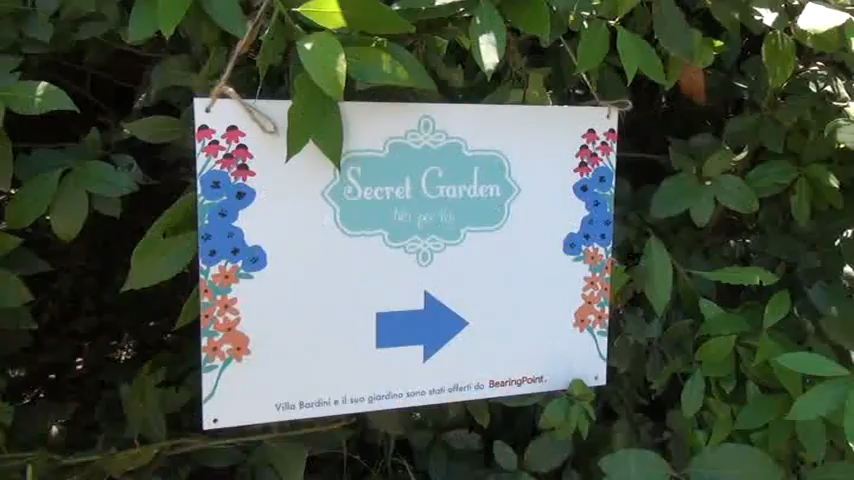 Secret Garden
Villa Bardini e il suo giardino sono stati offerti da BearingPoint.